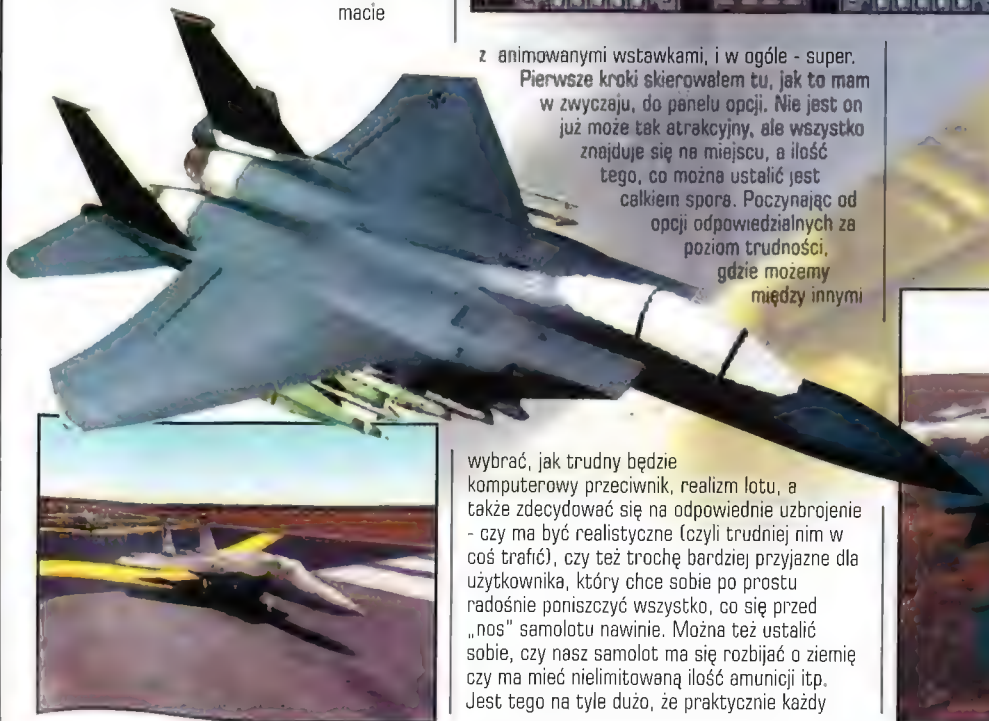 macie
z animowanymi wstawkami, i w ogóle - super.
Pierwsze kroki skierowałem tu, jak to mam
w zwyczaju, do panelu opcji. Nie jest on
już może tak atrakcyjny, ale wszystko
znajduje się na miejscu, a ilość
tego, co można ustalić jest
całkiem spora. Poczynając od
opcji odpowiedzialnych za
poziom trudności,
gdzie możemy
między innymi
wybrać, jak trudny będzie
komputerowy przeciwnik, realizm lotu, a
także zdecydować się na odpowiednie uzbrojenie
- czy ma być realistyczne (czyli trudniej nim w
coś trafić), czy też trochę bardziej przyjazne dla
użytkownika, który chce sobie po prostu
radośnie poniszczyć wszystko, co się przed
„nos" samolotu nawinie. Można też ustalić
sobie, czy nasz samolot ma się rozbijać o ziemię
czy ma mieć nielimitowaną ilość amunicji itp.
Jest tego na tyle dużo, że praktycznie każdy